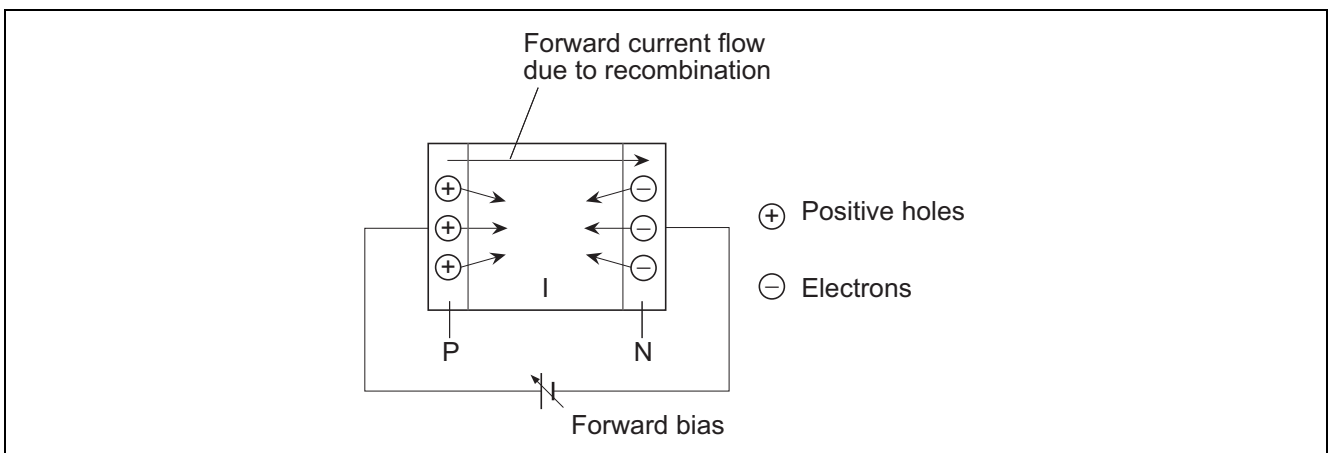 Forward current flow
due to recombination
+
−
+
−
+
−
I
P
N
Forward bias
+ Positive holes
− Electrons